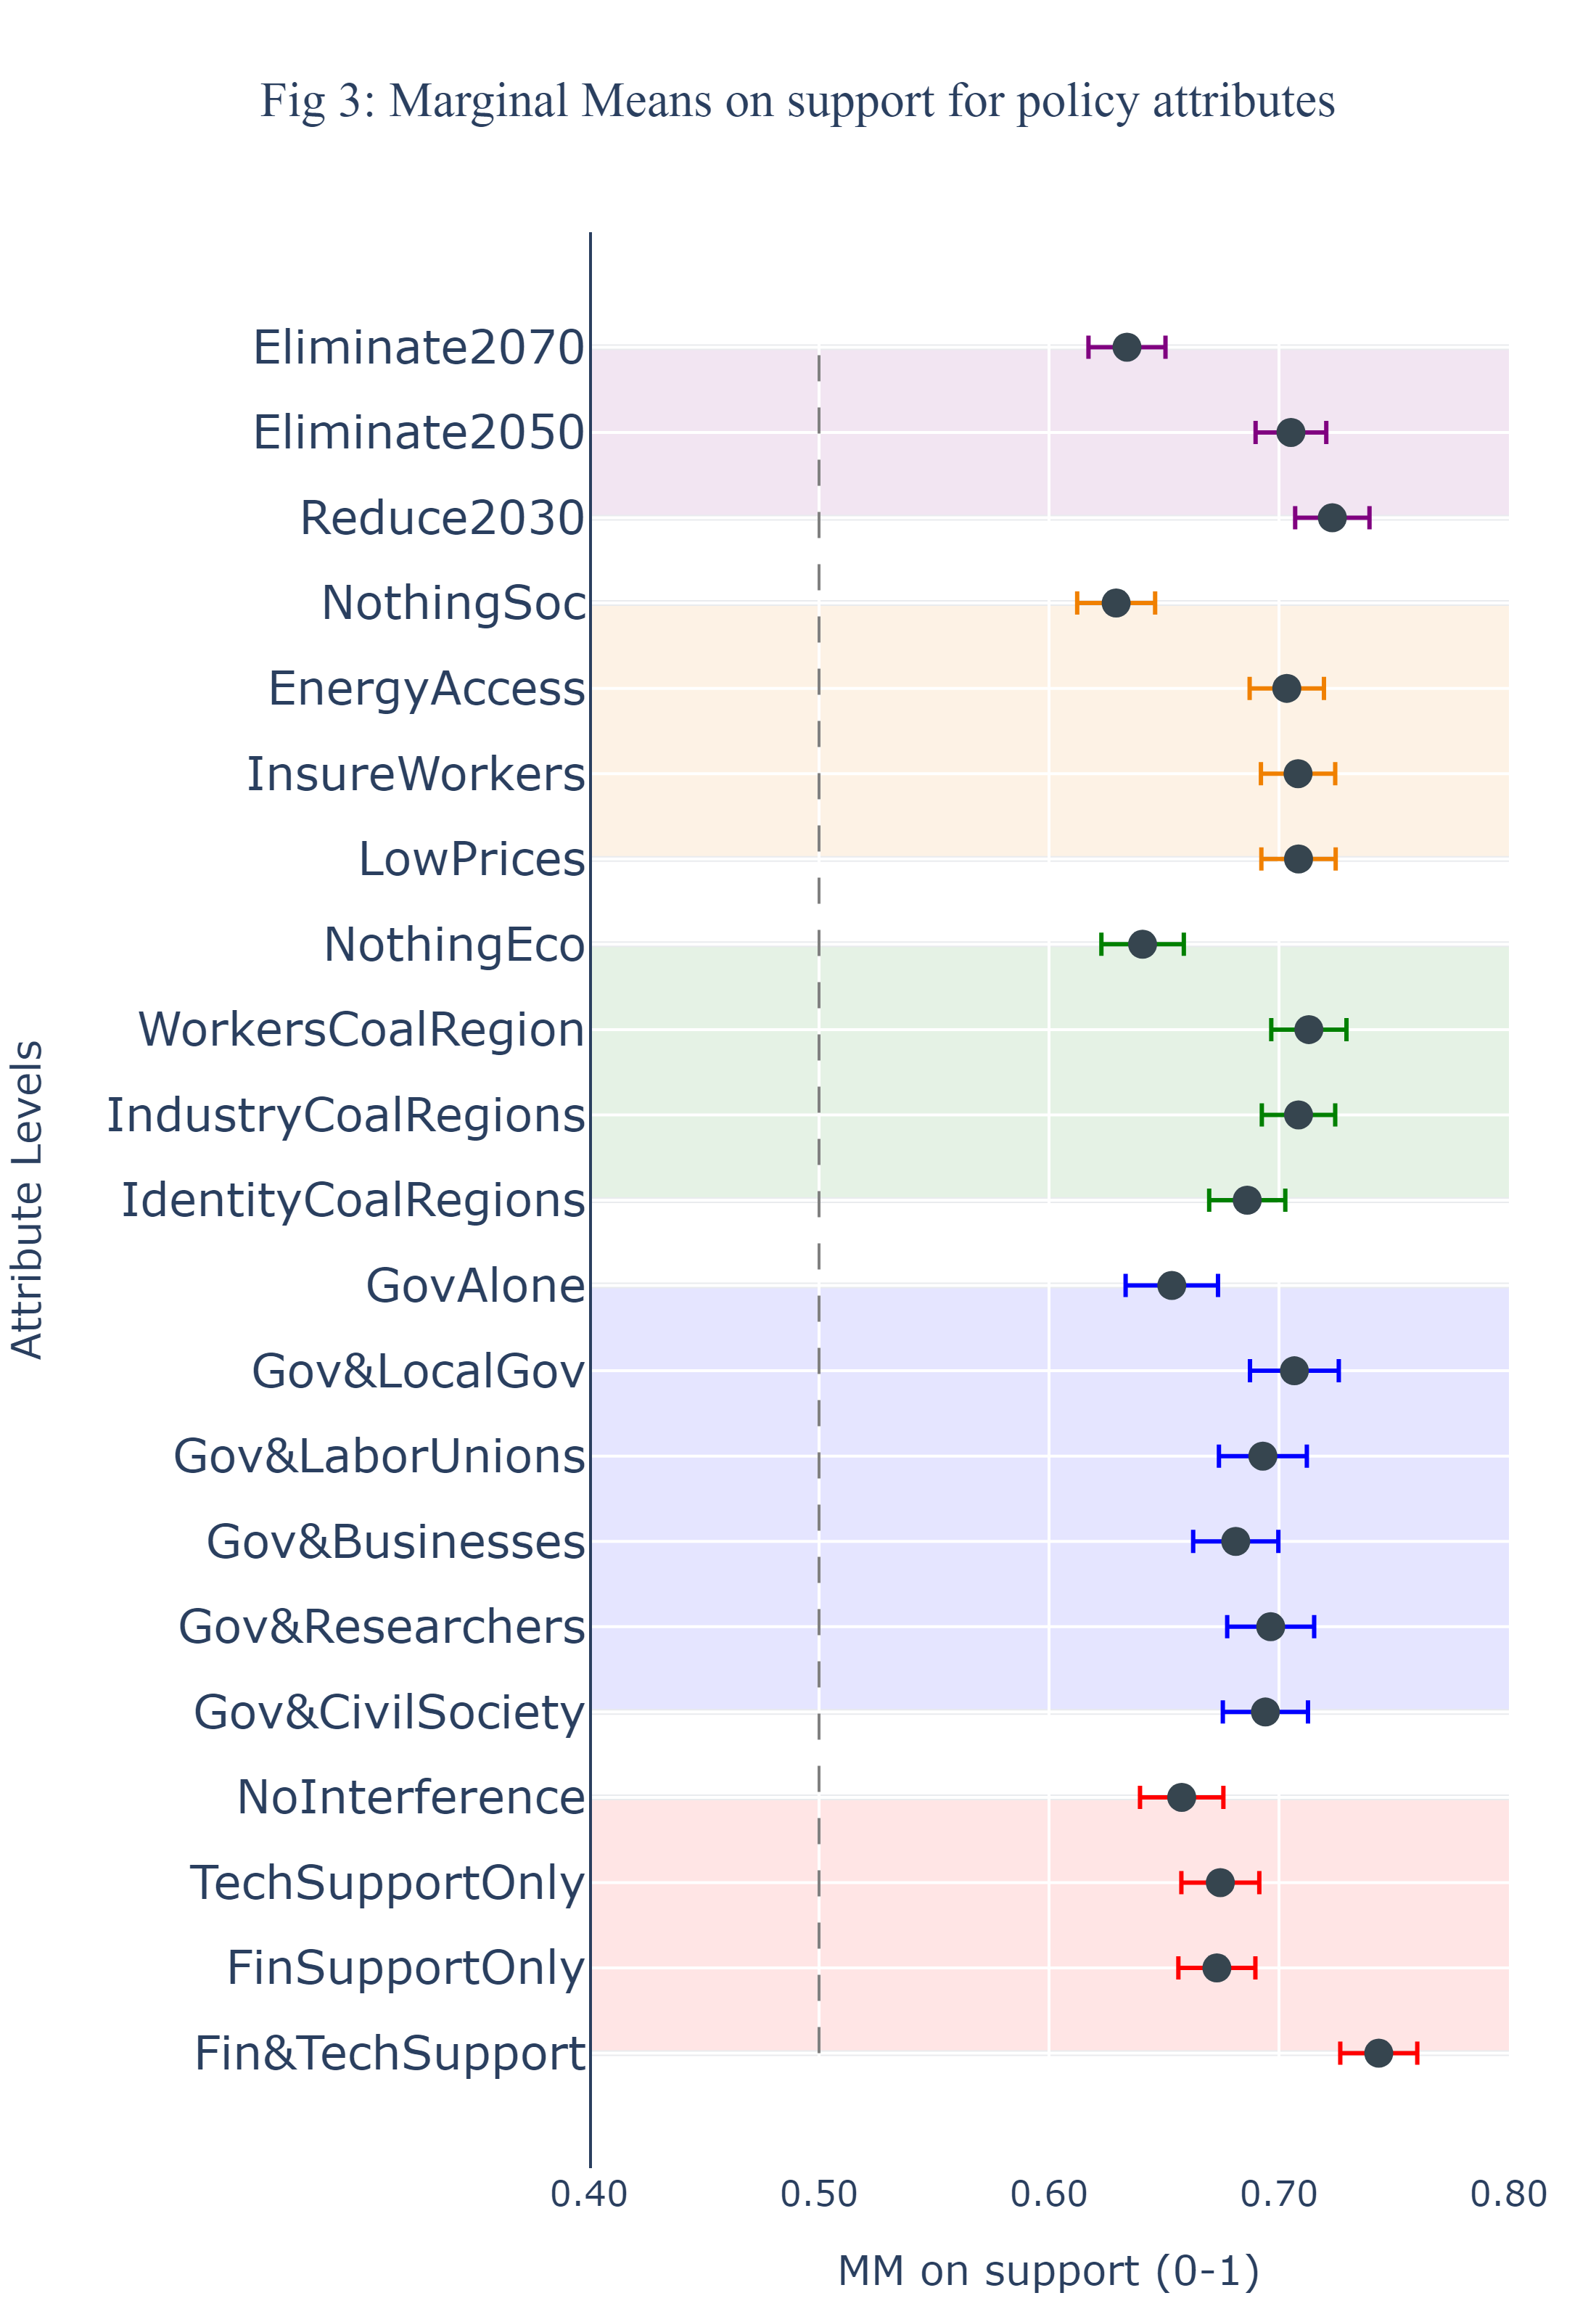 Fig 3: Marginal Means on support for policy attributes
Attribute Levels
Eliminate2070
Eliminate2050
Reduce2030
NothingSoc
EnergyAccess
InsureWorkers
LowPrices
NothingEco
WorkersCoalRegion
IndustryCoalRegions
IdentityCoalRegions
GovAlone
Gov&LocalGov
Gov&LaborUnions
Gov&Businesses
Gov&Researchers
Gov&CivilSociety
NoInterference
TechSupportOnly
FinSupportOnly
Fin&TechSupport
0.40 0.50 0.60 0.70 0.80
MM on support (0-1)